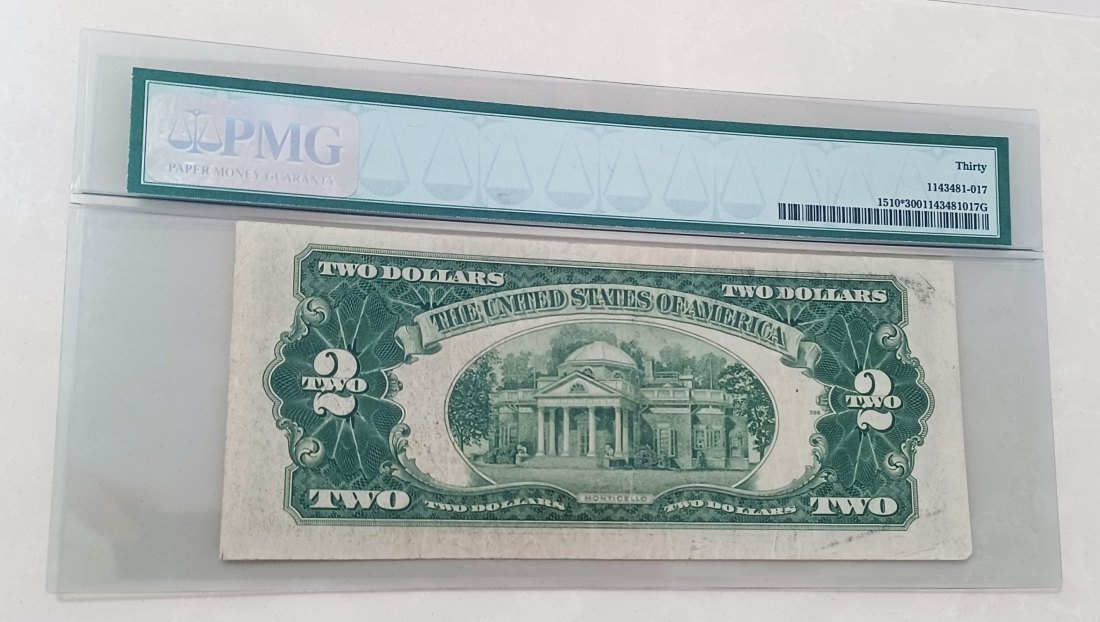 PMG
PAPER MONEY GUARANTY
Thirty
1143481-017
1510*3001143481017G
TWO DOLLARS
TWO DOLLARS
THE UNITED STATES OF AMERICA
2
TWO
2
TWO
398
MONTICELLO
TWO
TWO DOLLARS
TWO DOLLARS
TWO